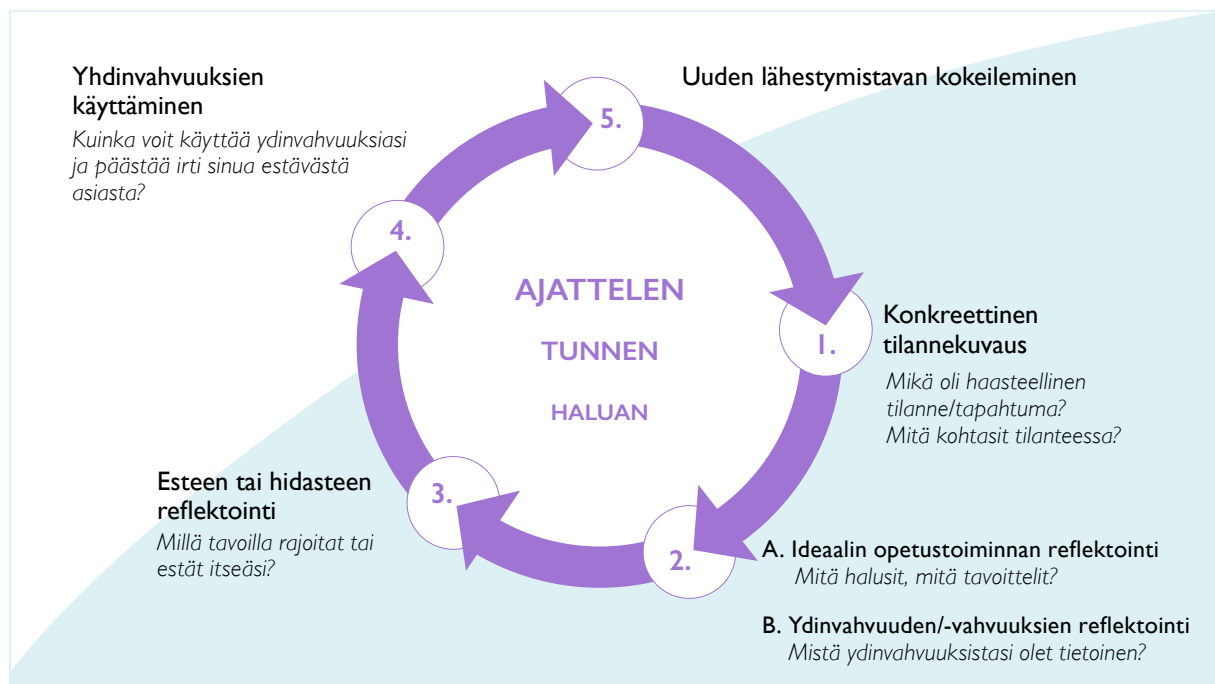 Yhdinvahvuuksien
käyttäminen
Kuinka voit käyttää ydinvahvuuksiasi
ja päästää irti sinua estävästä
asiasta?
Uuden lähestymistavan kokeileminen
5.
4.
AJATTELEN
TUNNEN
HALUAN
1.
Konkreettinen
tilannekuvaus
Mikä oli haasteellinen
tilanne/tapahtuma?
Mitä kohtasit tilanteessa?
Esteen tai hidasteen
reflektointi
Millä tavoilla rajoitat tai
estät itseäsi?
3.
2.
A. Ideaalin opetustoiminnan reflektointi
Mitä halusit, mitä tavoittelit?
B. Ydinvahvuuden/-vahvuuksien reflektointi
Mistä ydinvahvuuksistasi olet tietoinen?